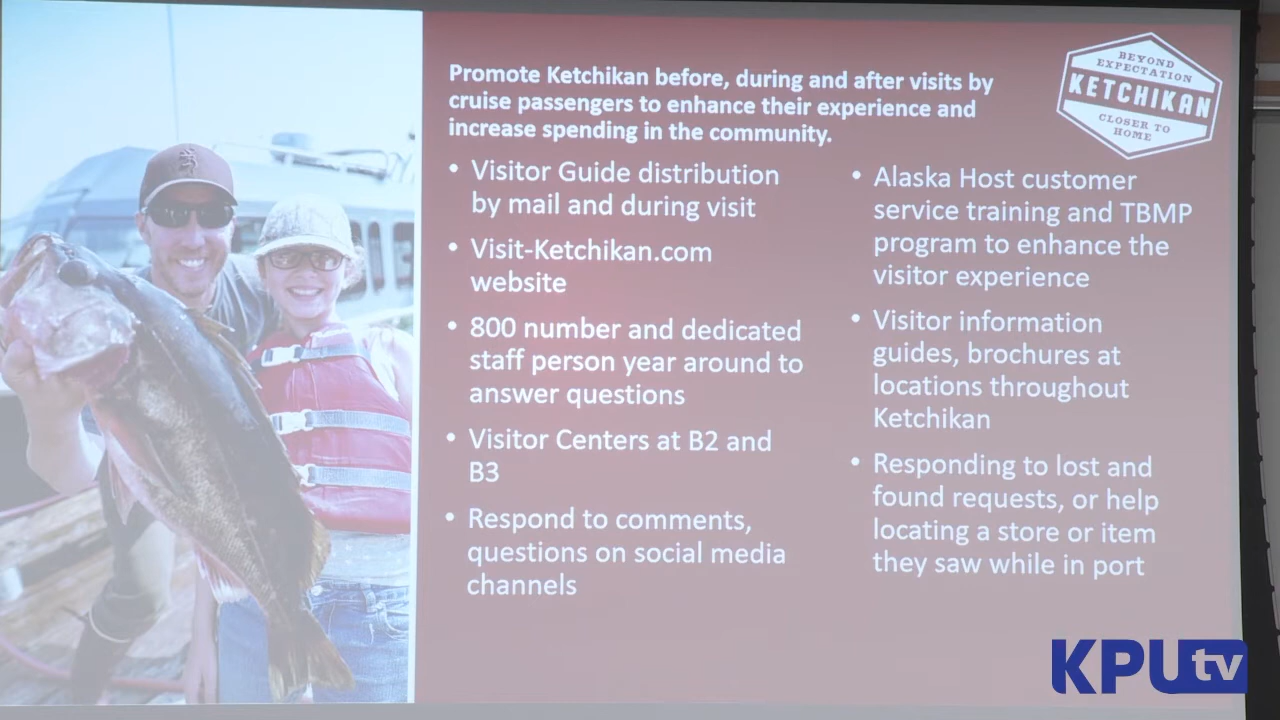 Promote Ketchikan before, during and after visits by
cruise passengers to enhance their experience and
increase spending in the community.
• Visitor Guide distribution
by mail and during visit
• Visit-Ketchikan.com
website
• 800 number and dedicated
staff person year around to
answer questions
• Visitor Centers at B2 and
B3
• Respond to comments,
questions on social media
channels
• Alaska Host customer
service training and TBMP
program to enhance the
visitor experience
• Visitor information
guides, brochures at
locations throughout
Ketchikan
• Responding to lost and
found requests, or help
locating a store or item
they saw while in port
BEYOND
EXPECTATION
KETCHIKAN
CLOSER TO
HOME
KPUtv